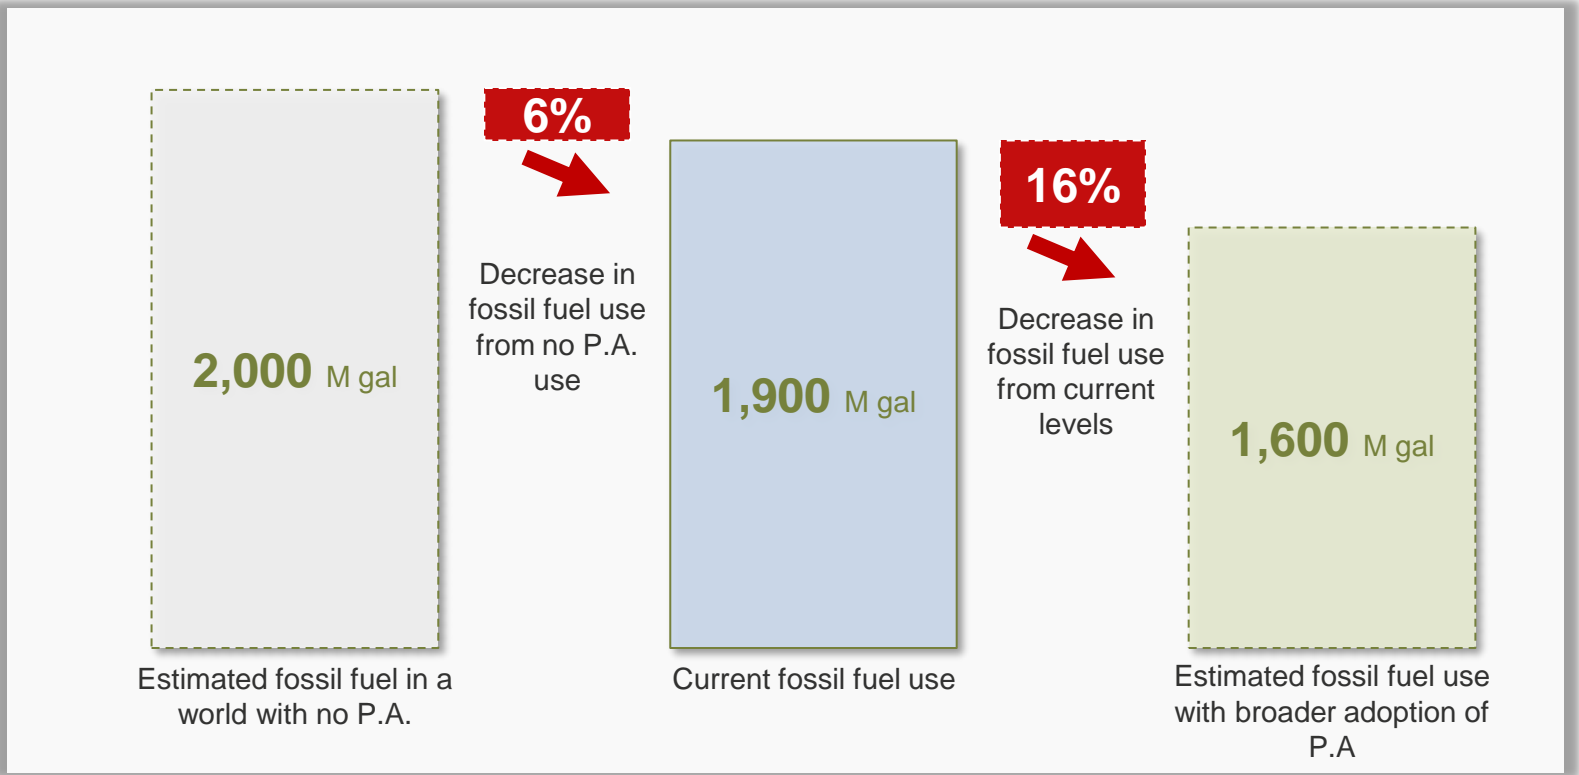 6%
16%
Decrease in
fossil fuel use
from no P.A.
use
Decrease in
fossil fuel use
from current
levels
2,000 M gal
1,900 M gal
1,600 M gal
Estimated fossil fuel in a
world with no P.A.
Current fossil fuel use
Estimated fossil fuel use
with broader adoption of
P.A